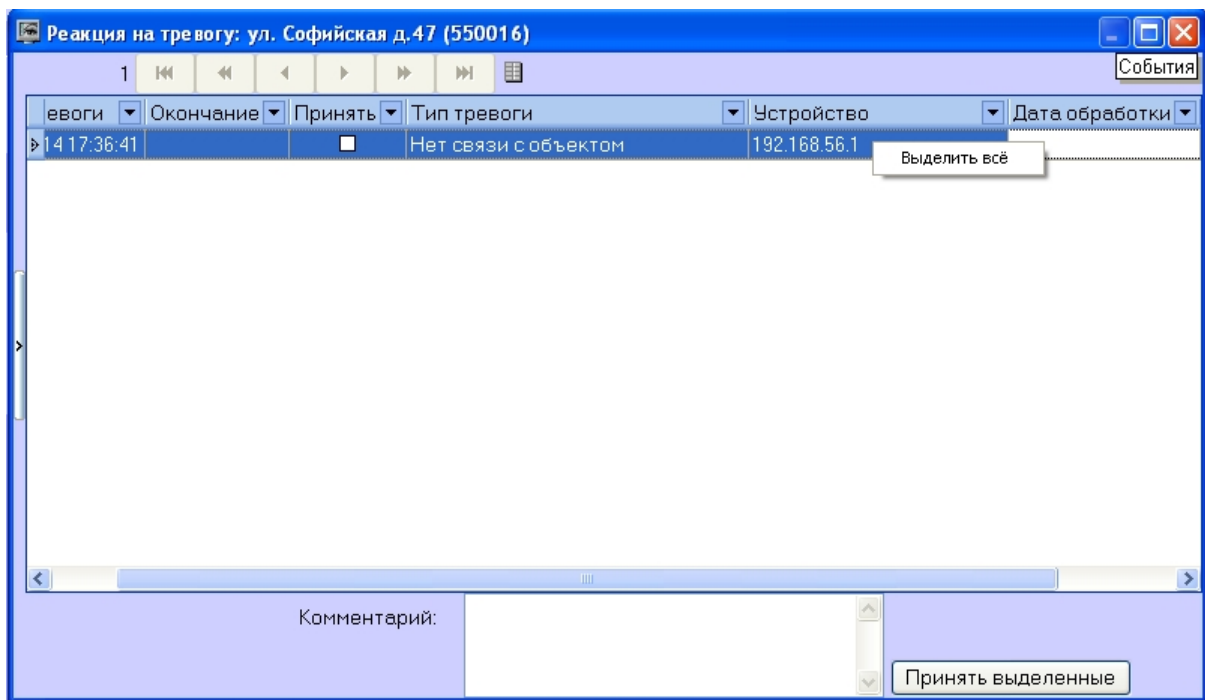 Реакция на тревогу: ул. Софийская д.47 (550016)
1
События
евоги Окончание Принять Тип тревоги Устройство Дата обработки
14 17:36:41 Нет связи с объектом 192.168.56.1
Выделить всё
Комментарий:
Принять выделенные